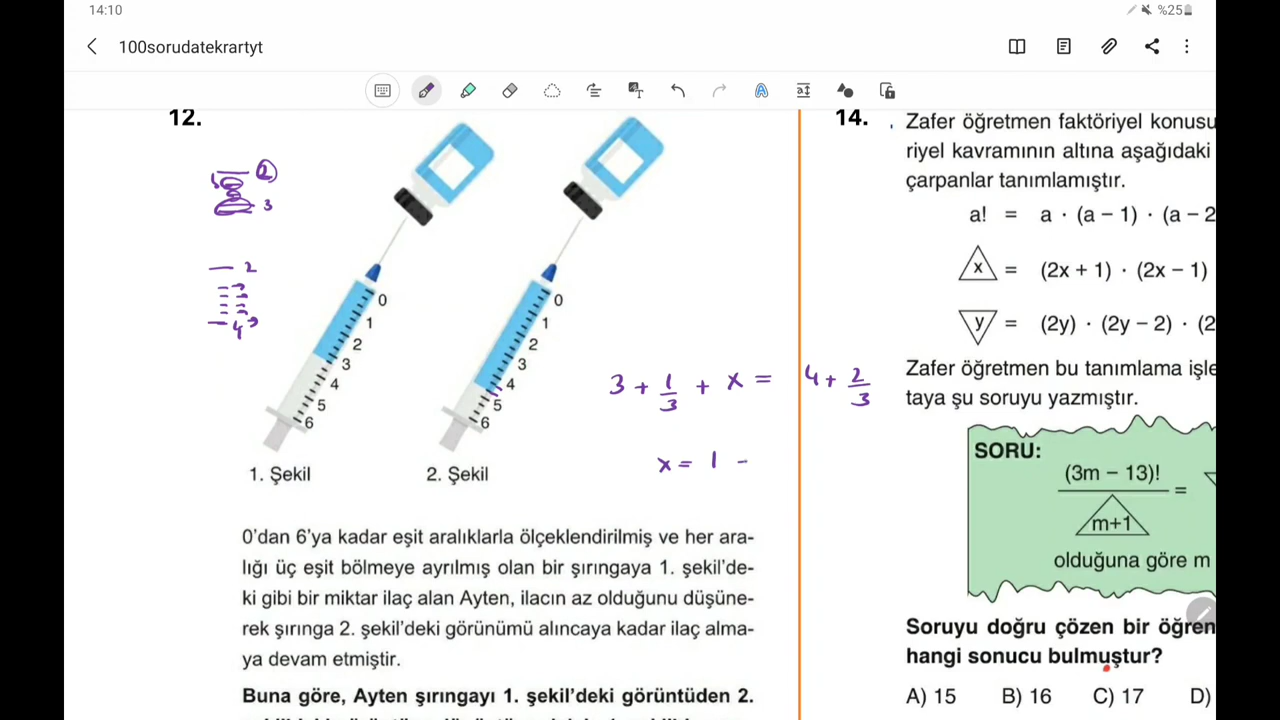 14:10
%25
100sorudatekrartyt
12.
2
3
2
4
0
1
2
3
4
5
6
0
1
2
3
4
5
6
1. Şekil
2. Şekil
3 + 1/3 + x = 4 + 2/3
x = 1 -
0'dan 6'ya kadar eşit aralıklarla ölçeklendirilmiş ve her ara-
lığı üç eşit bölmeye ayrılmış olan bir şırıngaya 1. şekil'de-
ki gibi bir miktar ilaç alan Ayten, ilacın az olduğunu düşüne-
rek şırınga 2. şekil'deki görünümü alıncaya kadar ilaç alma-
ya devam etmiştir.
Buna göre, Ayten şırıngayı 1. şekil'deki görüntüden 2.
14.
Zafer öğretmen faktöriyel konusu
riyel kavramının altına aşağıdaki
çarpanlar tanımlamıştır.
a! = a · (a − 1) · (a − 2
x = (2x + 1) · (2x − 1)
y = (2y) · (2y − 2) · (2
Zafer öğretmen bu tanımlama işle
taya şu soruyu yazmıştır.
SORU:
(3m − 13)!
=
m+1
olduğuna göre m
Soruyu doğru çözen bir öğren
hangi sonucu bulmuştur?
A) 15 B) 16 C) 17 D)